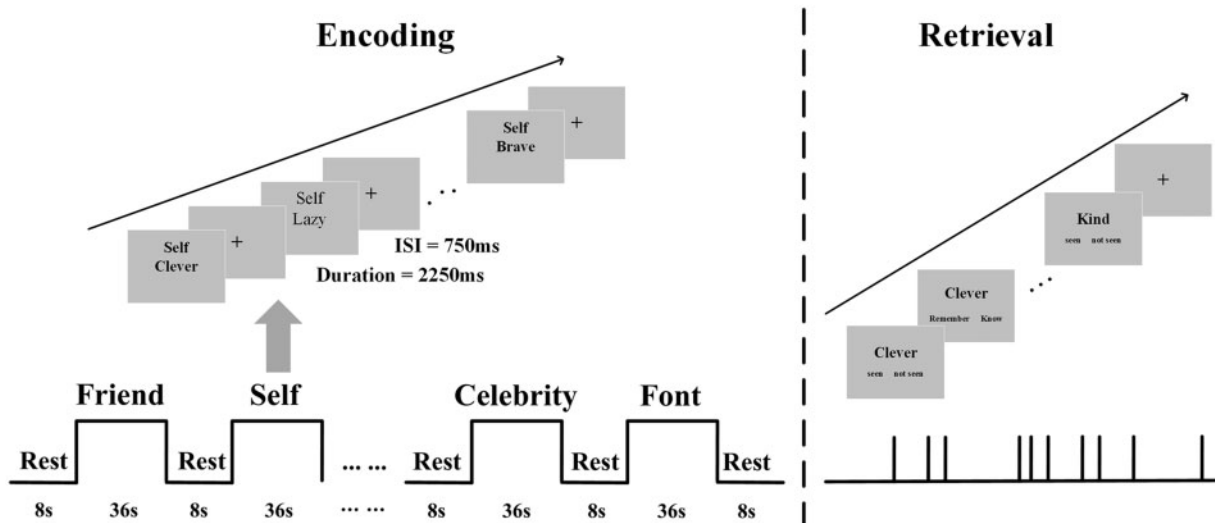 Encoding
Self
Clever
+
Self
Lazy
+
...
Self
Brave
+
ISI = 750ms
Duration = 2250ms
Friend
Self
Celebrity
Font
Rest
Rest
... ...
Rest
Rest
Rest
8s
36s
8s
36s
... ...
8s
36s
8s
36s
8s
Retrieval
Clever
seen not seen
Clever
Remember Know
...
Kind
seen not seen
+